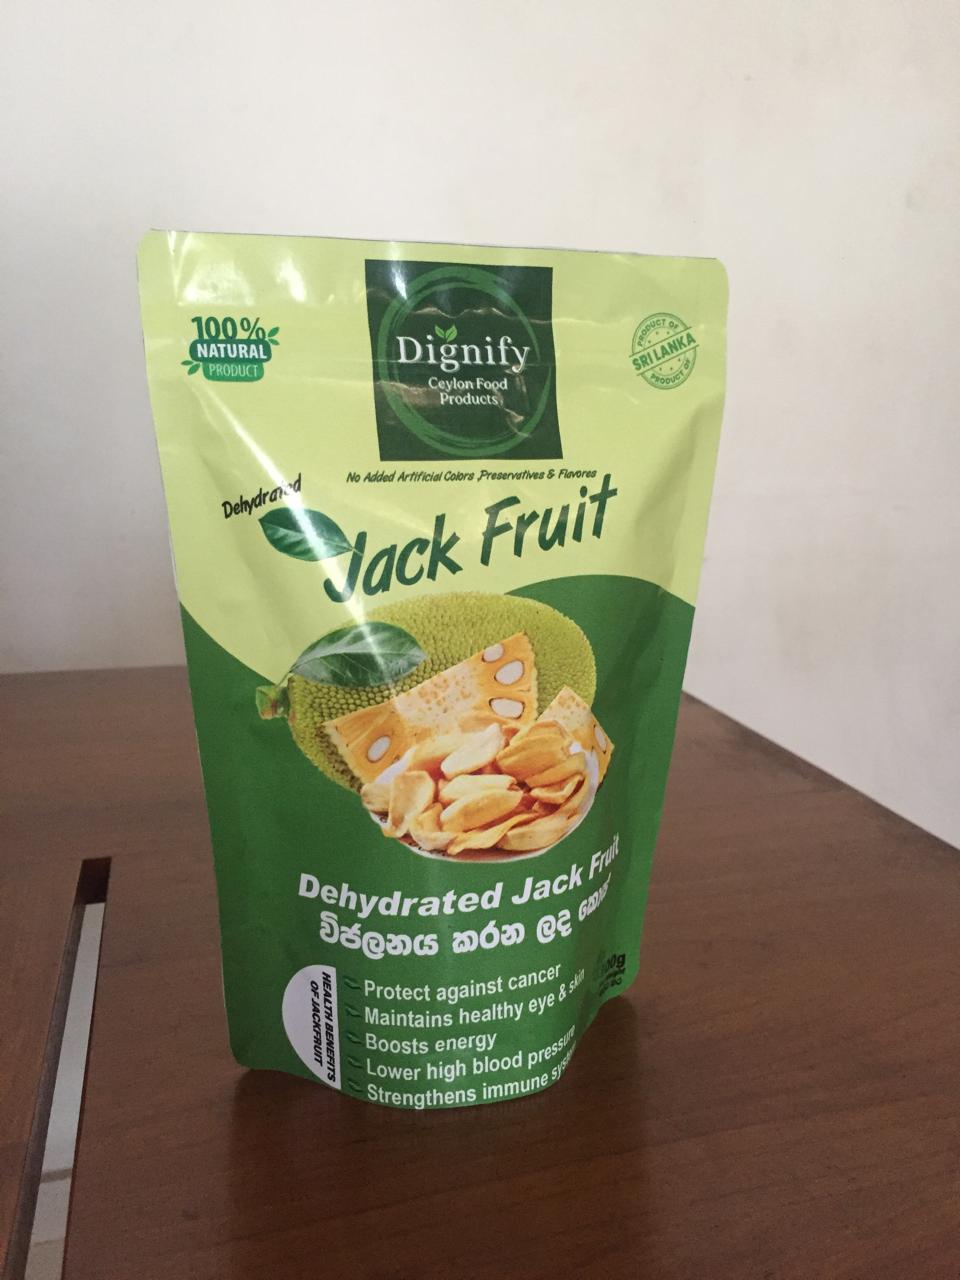 100%
NATURAL
PRODUCT
Dignify
Ceylon Food
Products
PRODUCT OF
SRI LANKA
PRODUCT OF
No Added Artificial Colors ,Preservatives & Flavores
Dehydrated
Jack Fruit
Dehydrated Jack Fruit
විජලනය කරන ලද
HEALTH BENEFITS
OF JACKFRUIT
Protect against cancer
Maintains healthy eye & skin
Boosts energy
Lower high blood pressure
Strengthens immune